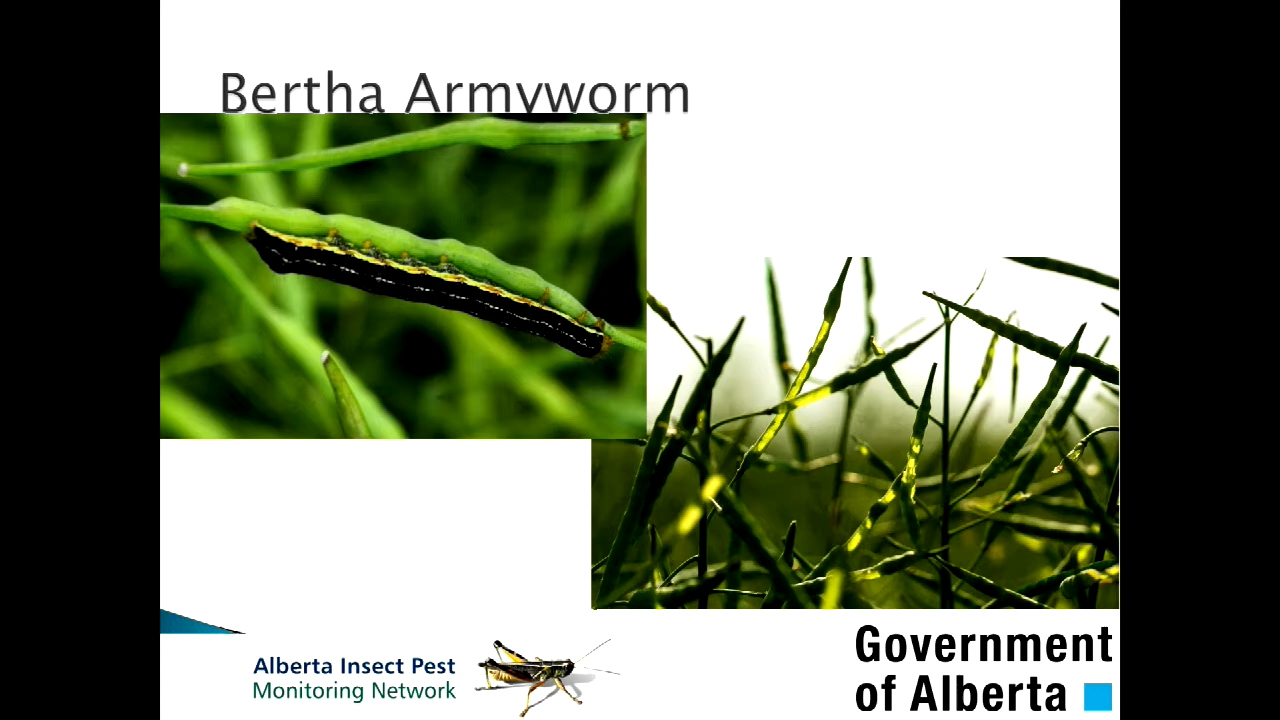 Bertha Armyworm
Alberta Insect Pest
Monitoring Network
Government
of Alberta